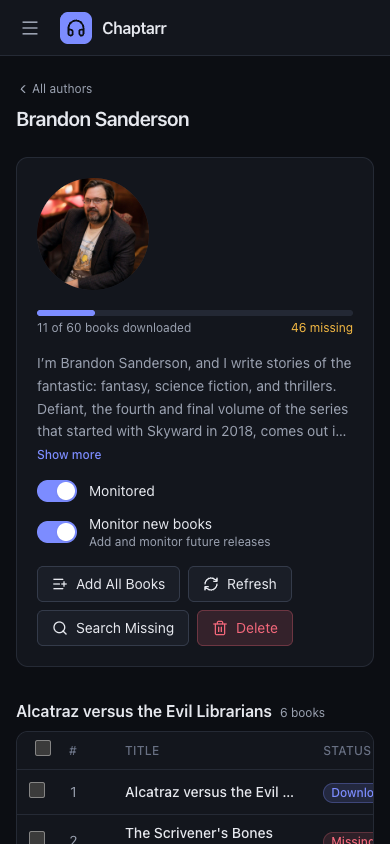 Chaptarr
All authors
Brandon Sanderson
11 of 60 books downloaded
46 missing
I'm Brandon Sanderson, and I write stories of the
fantastic: fantasy, science fiction, and thrillers.
Defiant, the fourth and final volume of the series
that started with Skyward in 2018, comes out i...
Show more
Monitored
Monitor new books
Add and monitor future releases
Add All Books
Refresh
Search Missing
Delete
Alcatraz versus the Evil Librarians 6 books
# TITLE STATUS
1 Alcatraz versus the Evil ... Downlo
2 The Scrivener's Bones Missing